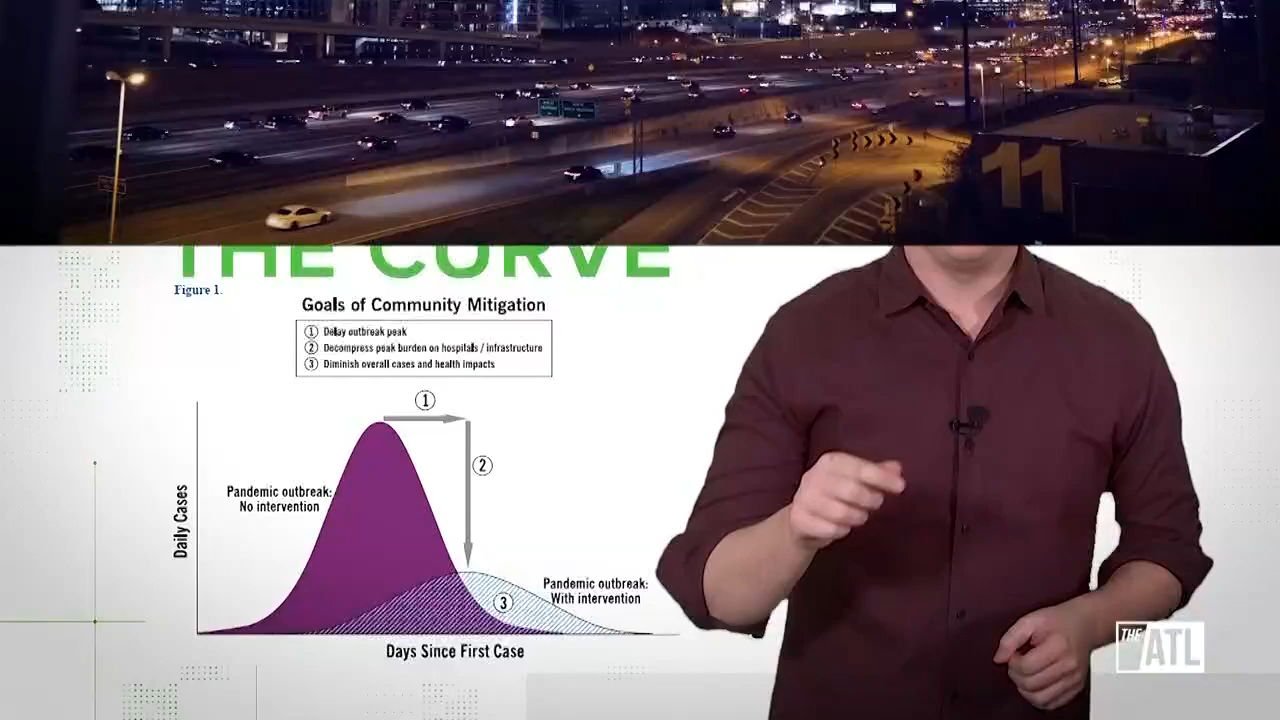 11
THE CURVE
Figure 1.
Goals of Community Mitigation
① Delay outbreak peak
② Decompress peak burden on hospitals / infrastructure
③ Diminish overall cases and health impacts
①
②
Pandemic outbreak:
No intervention
Daily Cases
Pandemic outbreak:
With intervention
③
Days Since First Case
THE ATL